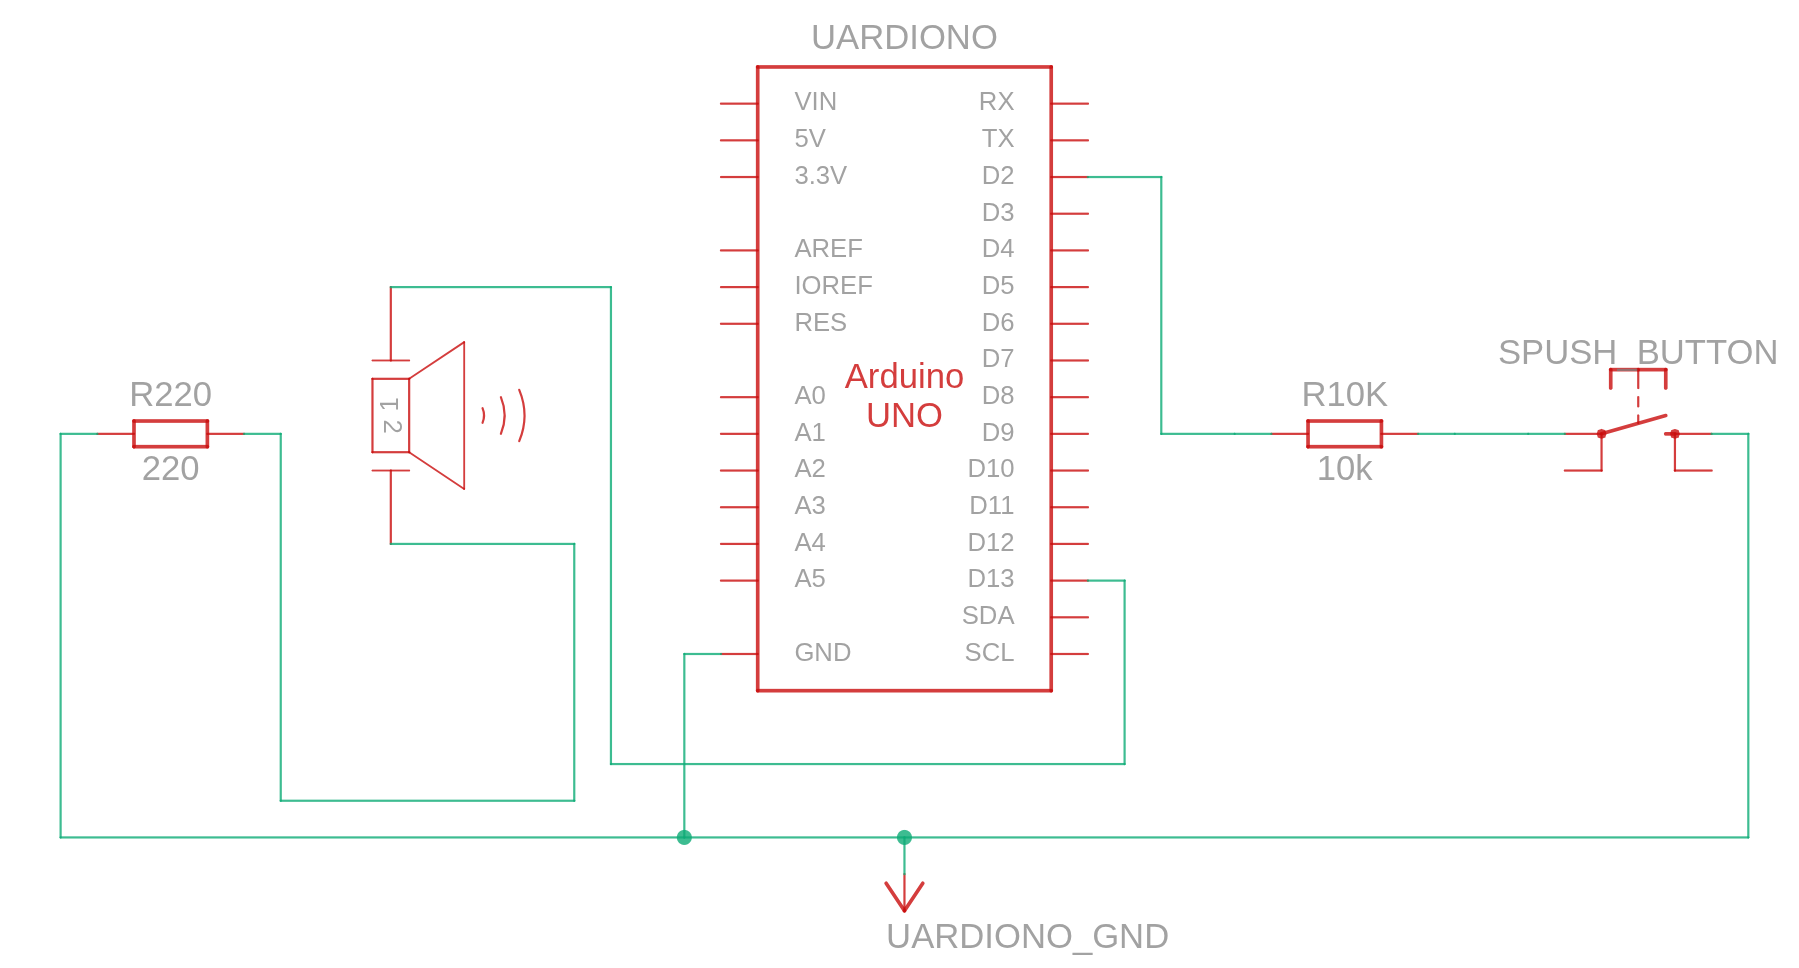 UARDIONO
VIN RX
5V TX
3.3V D2
D3
AREF D4
IOREF D5
RES D6
D7
Arduino
UNO
A0 D8
A1 D9
A2 D10
A3 D11
A4 D12
A5 D13
SDA
GND SCL
R220
220
1
2
R10K
10k
SPUSH_BUTTON
UARDIONO_GND